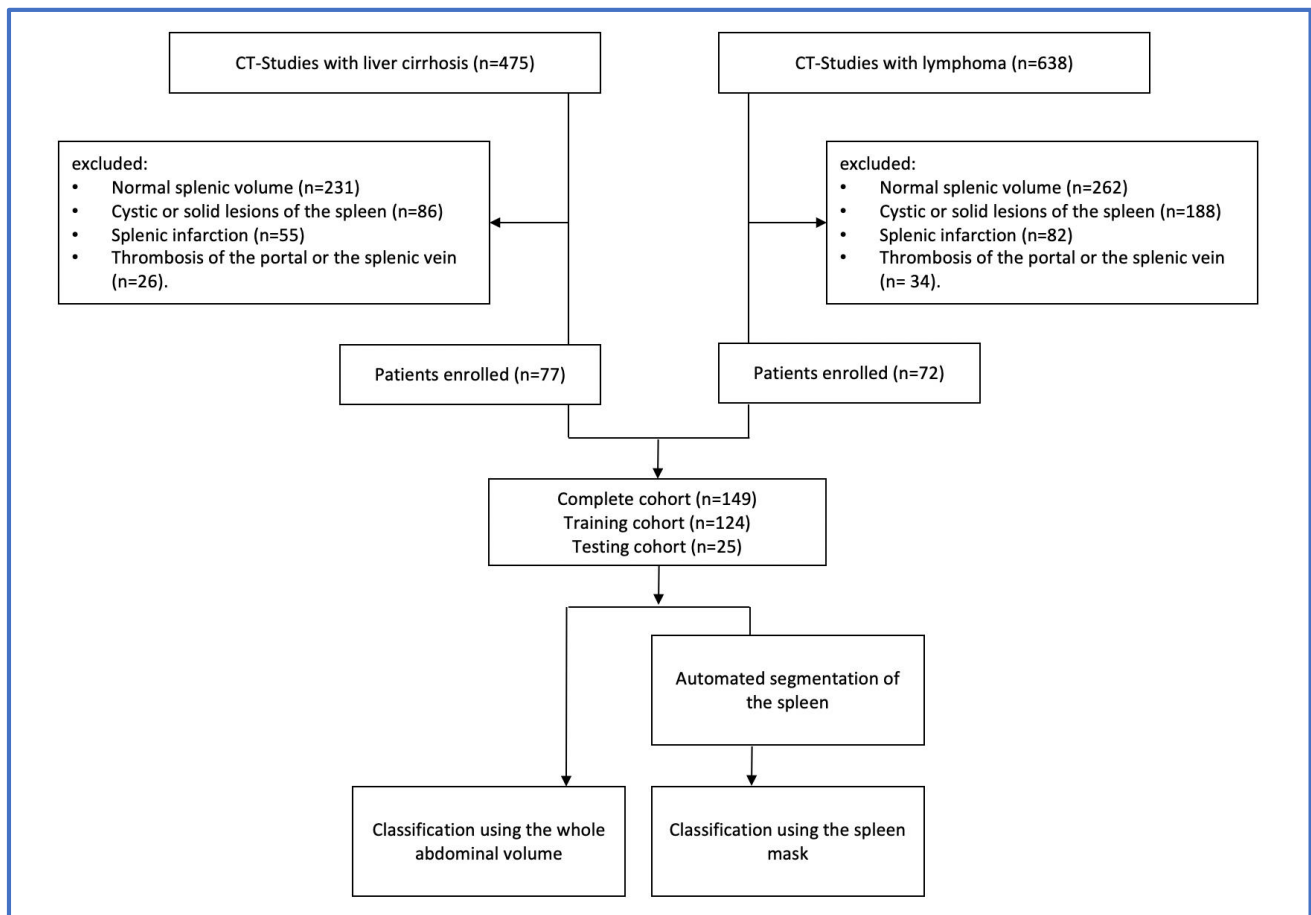 CT-Studies with liver cirrhosis (n=475)
CT-Studies with lymphoma (n=638)
excluded:
• Normal splenic volume (n=231)
• Cystic or solid lesions of the spleen (n=86)
• Splenic infarction (n=55)
• Thrombosis of the portal or the splenic vein
(n=26).
excluded:
• Normal splenic volume (n=262)
• Cystic or solid lesions of the spleen (n=188)
• Splenic infarction (n=82)
• Thrombosis of the portal or the splenic vein
(n= 34).
Patients enrolled (n=77)
Patients enrolled (n=72)
Complete cohort (n=149)
Training cohort (n=124)
Testing cohort (n=25)
Automated segmentation of
the spleen
Classification using the whole
abdominal volume
Classification using the spleen
mask